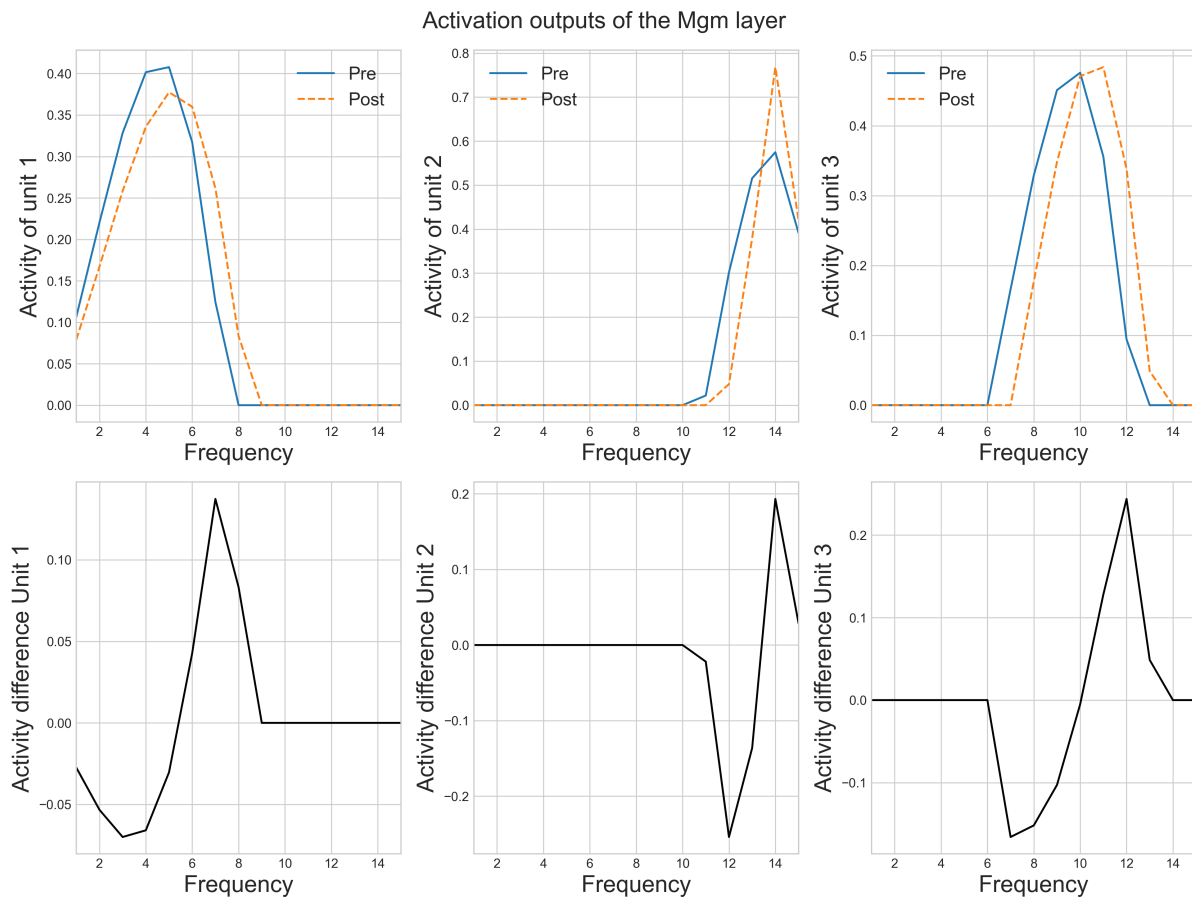 Activation outputs of the Mgm layer
Activity of unit 1
0.40
0.35
0.30
0.25
0.20
0.15
0.10
0.05
0.00
Pre
Post
2 4 6 8 10 12 14
Frequency
Activity of unit 2
0.8
0.7
0.6
0.5
0.4
0.3
0.2
0.1
0.0
Pre
Post
2 4 6 8 10 12 14
Frequency
Activity of unit 3
0.5
0.4
0.3
0.2
0.1
0.0
Pre
Post
2 4 6 8 10 12 14
Frequency
Activity difference Unit 1
0.10
0.05
0.00
−0.05
2 4 6 8 10 12 14
Frequency
Activity difference Unit 2
0.2
0.1
0.0
−0.1
−0.2
2 4 6 8 10 12 14
Frequency
Activity difference Unit 3
0.2
0.1
0.0
−0.1
2 4 6 8 10 12 14
Frequency